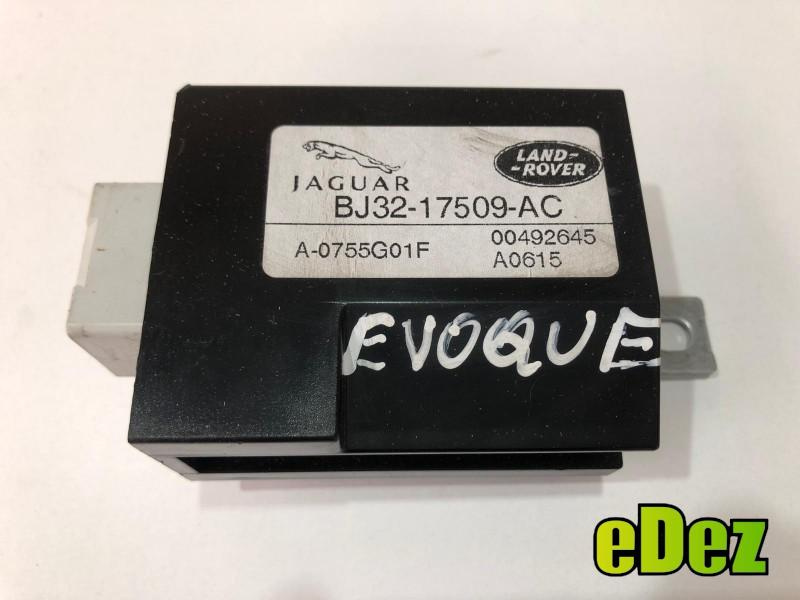 JAGUAR
LAND-
-ROVER
BJ32-17509-AC
A-0755G01F
00492645
A0615
EVOQUE
eDez